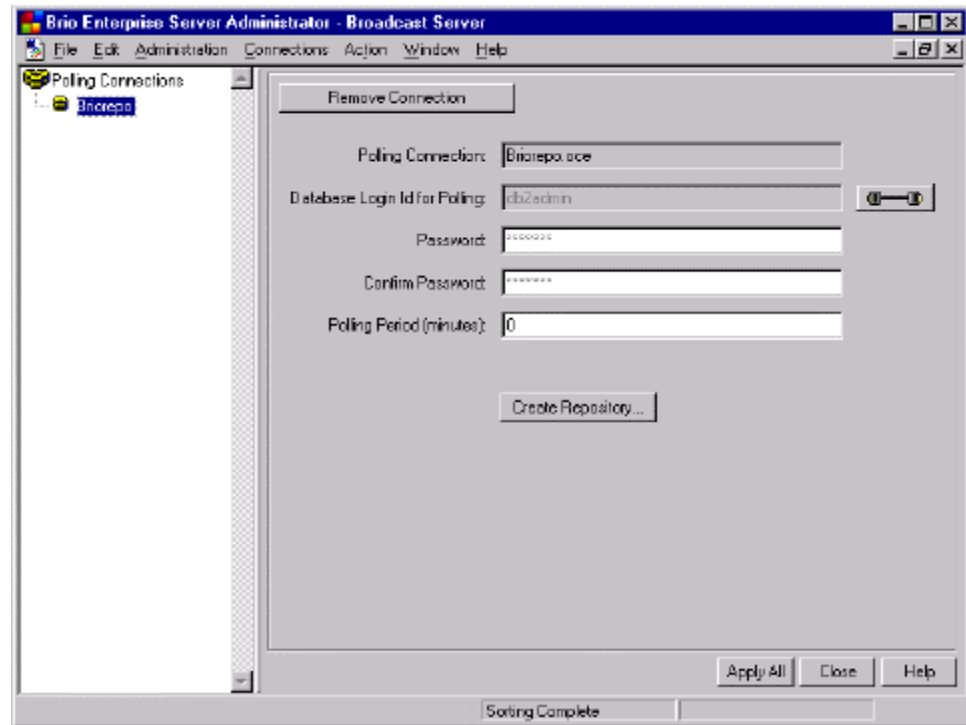 Brio Enterprise Server Administrator - Broadcast Server
File Edit Administration Connections Action Window Help
Polling Connections
Briorepo
Remove Connection
Polling Connection: Briorepo.oce
Database Login Id for Polling: db2admin
Password: *******
Confirm Password: *******
Polling Period (minutes): 0
Create Repository...
Apply All Close Help
Sorting Complete